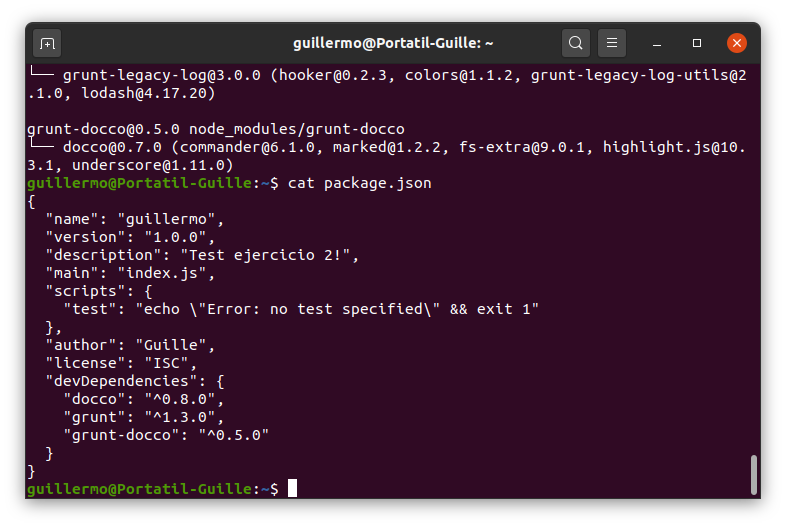 guillermo@Portatil-Guille: ~
└── grunt-legacy-log@3.0.0 (hooker@0.2.3, colors@1.1.2, grunt-legacy-log-utils@2
.1.0, lodash@4.17.20)

grunt-docco@0.5.0 node_modules/grunt-docco
└── docco@0.7.0 (commander@6.1.0, marked@1.2.2, fs-extra@9.0.1, highlight.js@10.
3.1, underscore@1.11.0)
guillermo@Portatil-Guille:~$ cat package.json
{
  "name": "guillermo",
  "version": "1.0.0",
  "description": "Test ejercicio 2!",
  "main": "index.js",
  "scripts": {
    "test": "echo \"Error: no test specified\" && exit 1"
  },
  "author": "Guille",
  "license": "ISC",
  "devDependencies": {
    "docco": "^0.8.0",
    "grunt": "^1.3.0",
    "grunt-docco": "^0.5.0"
  }
}
guillermo@Portatil-Guille:~$